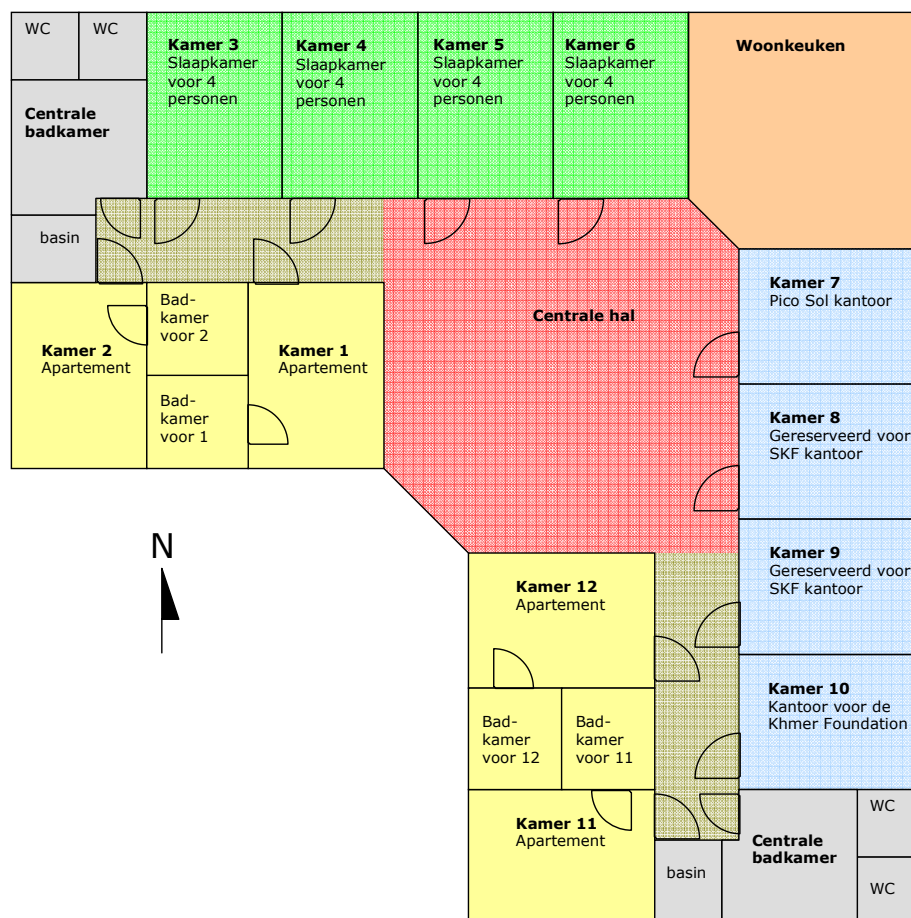 WC
WC
Centrale
badkamer
basin
Kamer 3
Slaapkamer
voor 4
personen
Kamer 4
Slaapkamer
voor 4
personen
Kamer 5
Slaapkamer
voor 4
personen
Kamer 6
Slaapkamer
voor 4
personen
Woonkeuken
Kamer 2
Apartement
Bad-
kamer
voor 2
Bad-
kamer
voor 1
Kamer 1
Apartement
Centrale hal
Kamer 7
Pico Sol kantoor
Kamer 8
Gereserveerd voor
SKF kantoor
Kamer 9
Gereserveerd voor
SKF kantoor
Kamer 10
Kantoor voor de
Khmer Foundation
N
Kamer 12
Apartement
Bad-
kamer
voor 12
Bad-
kamer
voor 11
Kamer 11
Apartement
basin
Centrale
badkamer
WC
WC